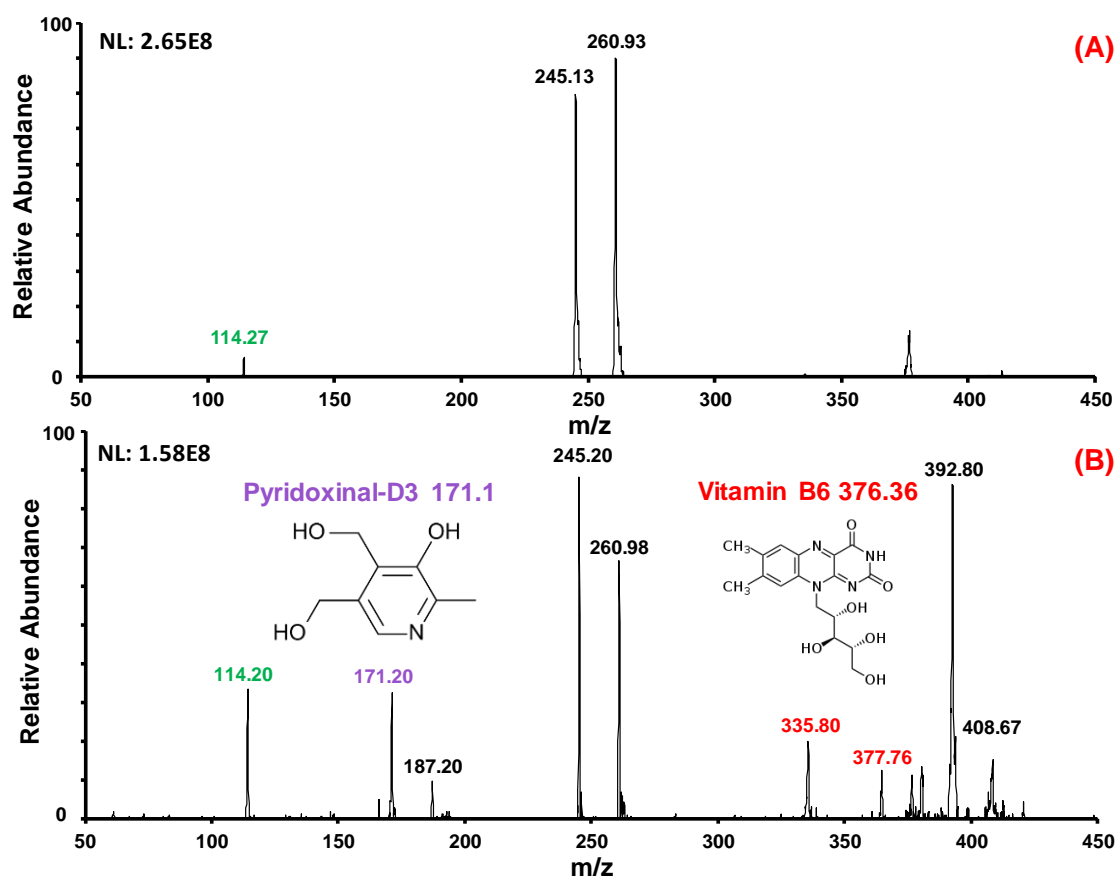 100
NL: 2.65E8
260.93
(A)
245.13
Relative Abundance
114.27
0
50 100 150 200 250 300 350 400 450
m/z
100
NL: 1.58E8
245.20
392.80
(B)
Pyridoxinal-D3 171.1
Vitamin B6 376.36
HO
OH
HO
N
260.98
CH3
CH3
N
N
N
O
NH
O
OH
HO
OH
OH
Relative Abundance
114.20
171.20
187.20
335.80
377.76
408.67
0
50 100 150 200 250 300 350 400 450
m/z